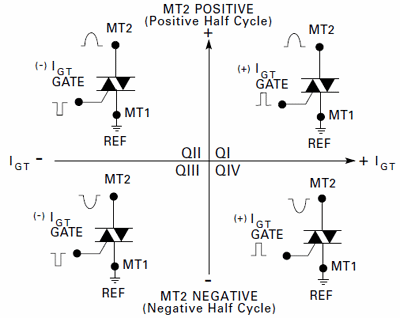 MT2 POSITIVE
(Positive Half Cycle)
+
MT2
(-) IGT
GATE
MT1
REF
MT2
(+) IGT
GATE
MT1
REF
IGT -
QII QI
QIII QIV
+ IGT
MT2
(-) IGT
GATE
MT1
REF
MT2
(+) IGT
GATE
MT1
REF
-
MT2 NEGATIVE
(Negative Half Cycle)